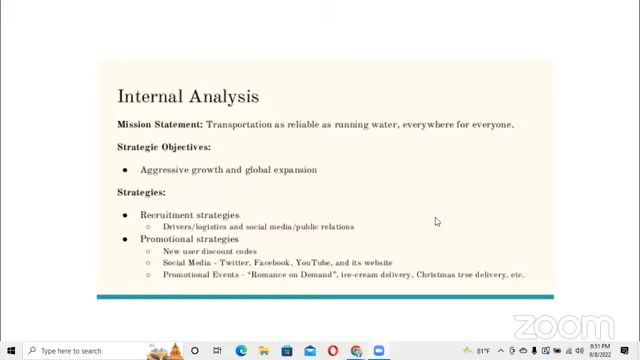 Internal Analysis
Mission Statement: Transportation as reliable as running water, everywhere for everyone.
Strategic Objectives:
● Aggressive growth and global expansion
Strategies:
● Recruitment strategies
○ Drivers/logistics and social media/public relations
● Promotional strategies
○ New user discount codes
○ Social Media - Twitter, Facebook, YouTube, and its website
○ Promotional Events - “Romance on Demand”, ice-cream delivery, Christmas tree delivery, etc.
zoom
Type here to search
81°F
8:51 PM
9/8/2022